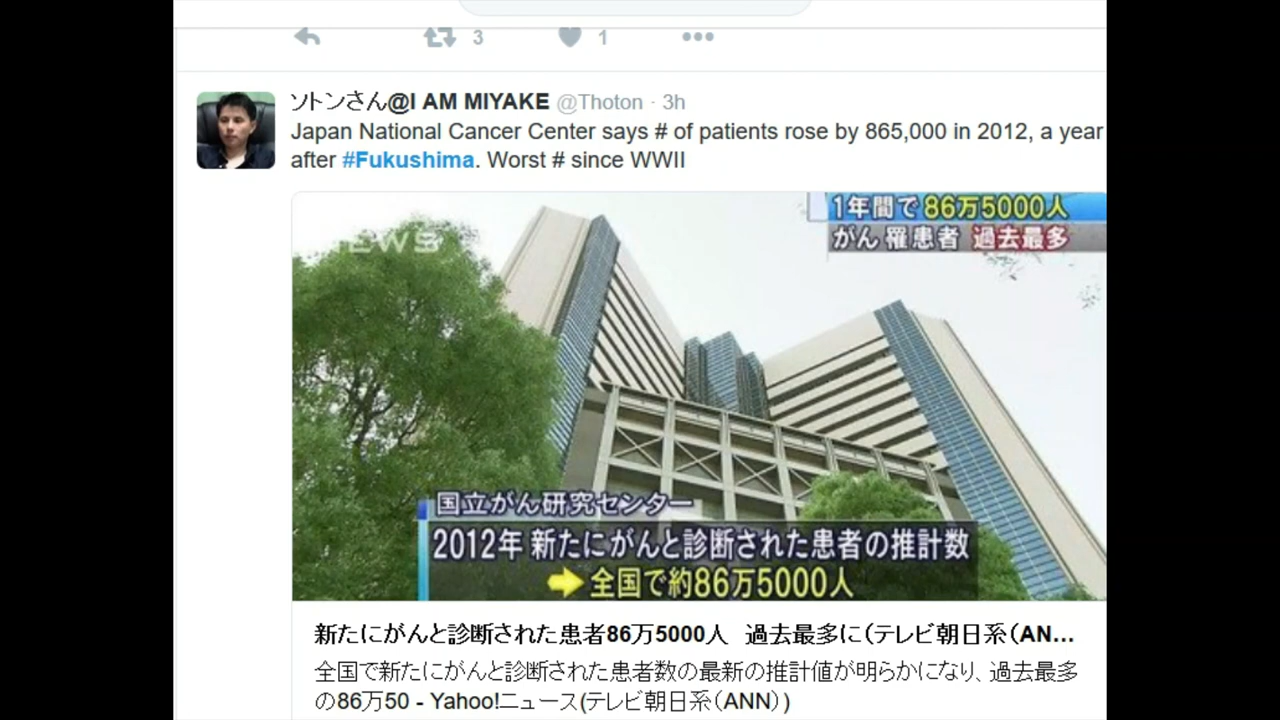 3 1
ソトンさん@I AM MIYAKE @Thoton · 3h
Japan National Cancer Center says # of patients rose by 865,000 in 2012, a year
after #Fukushima. Worst # since WWII
1年間で86万5000人
がん罹患者 過去最多
NEWS
国立がん研究センター
2012年 新たにがんと診断された患者の推計数
全国で約86万5000人
新たにがんと診断された患者86万5000人 過去最多に(テレビ朝日系(AN...
全国で新たにがんと診断された患者数の最新の推計値が明らかになり、過去最多
の86万50 - Yahoo!ニュース(テレビ朝日系(ANN))